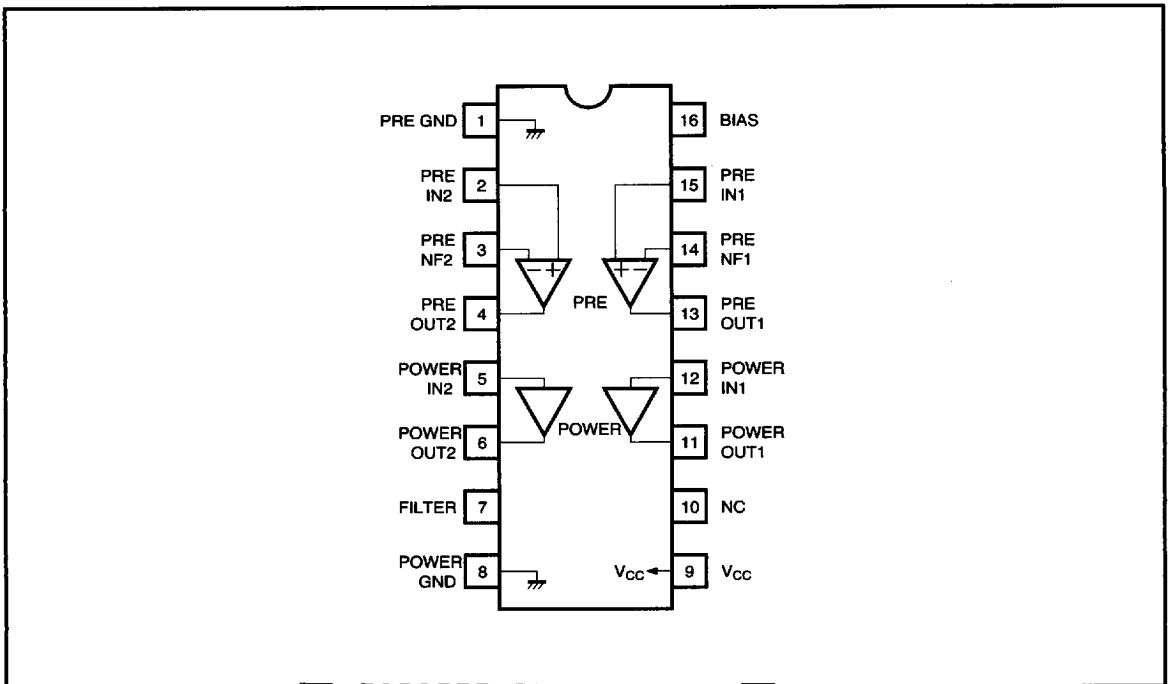 PRE GND 1
16 BIAS
PRE
IN2 2
15 PRE
IN1
PRE
NF2 3
14 PRE
NF1
− +
+ −
PRE
PRE
OUT2 4
13 PRE
OUT1
POWER
IN2 5
12 POWER
IN1
POWER
POWER
OUT2 6
11 POWER
OUT1
FILTER 7
10 NC
POWER
GND 8
VCC 9 VCC